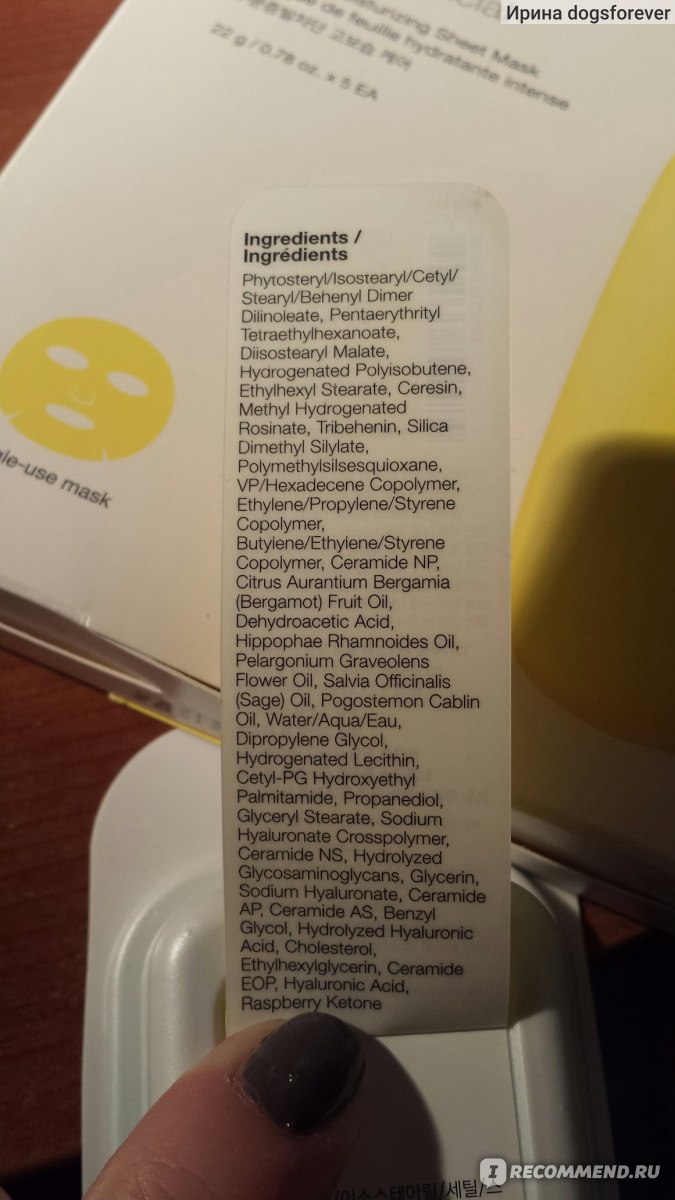 Ирина dogsforever
Sheet Mask
de feuille hydratante intense
22 g / 0.78 oz. x 5 EA
Ingredients /
Ingrédients
Phytosteryl/Isostearyl/Cetyl/
Stearyl/Behenyl Dimer
Dilinoleate, Pentaerythrityl
Tetraethylhexanoate,
Diisostearyl Malate,
Hydrogenated Polyisobutene,
Ethylhexyl Stearate, Ceresin,
Methyl Hydrogenated
Rosinate, Tribehenin, Silica
Dimethyl Silylate,
Polymethylsilsesquioxane,
VP/Hexadecene Copolymer,
Ethylene/Propylene/Styrene
Copolymer,
Butylene/Ethylene/Styrene
Copolymer, Ceramide NP,
Citrus Aurantium Bergamia
(Bergamot) Fruit Oil,
Dehydroacetic Acid,
Hippophae Rhamnoides Oil,
Pelargonium Graveolens
Flower Oil, Salvia Officinalis
(Sage) Oil, Pogostemon Cablin
Oil, Water/Aqua/Eau,
Dipropylene Glycol,
Hydrogenated Lecithin,
Cetyl-PG Hydroxyethyl
Palmitamide, Propanediol,
Glyceryl Stearate, Sodium
Hyaluronate Crosspolymer,
Ceramide NS, Hydrolyzed
Glycosaminoglycans, Glycerin,
Sodium Hyaluronate, Ceramide
AP, Ceramide AS, Benzyl
Glycol, Hydrolyzed Hyaluronic
Acid, Cholesterol,
Ethylhexylglycerin, Ceramide
EOP, Hyaluronic Acid,
Raspberry Ketone
-use mask
I RECOMMEND.RU